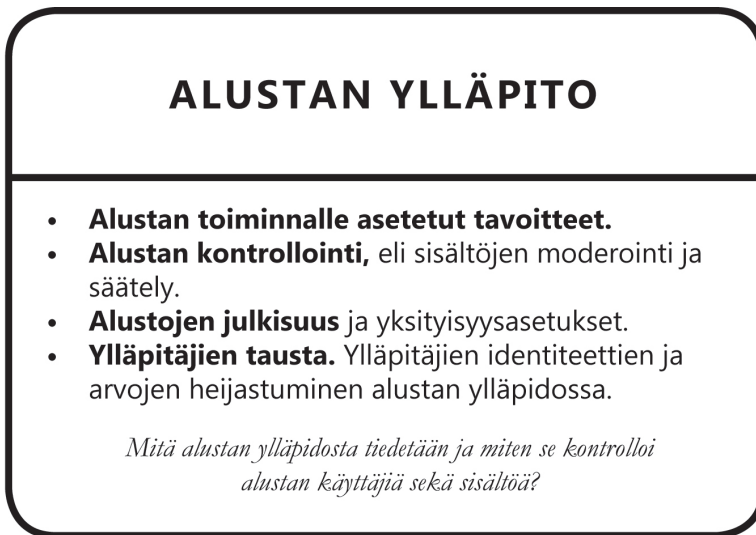 ALUSTAN YLLÄPITO
• Alustan toiminnalle asetetut tavoitteet.
• Alustan kontrollointi, eli sisältöjen moderointi ja
säätely.
• Alustojen julkisuus ja yksityisyysasetukset.
• Ylläpitäjien tausta. Ylläpitäjien identiteettien ja
arvojen heijastuminen alustan ylläpidossa.
Mitä alustan ylläpidosta tiedetään ja miten se kontrolloi
alustan käyttäjiä sekä sisältöä?